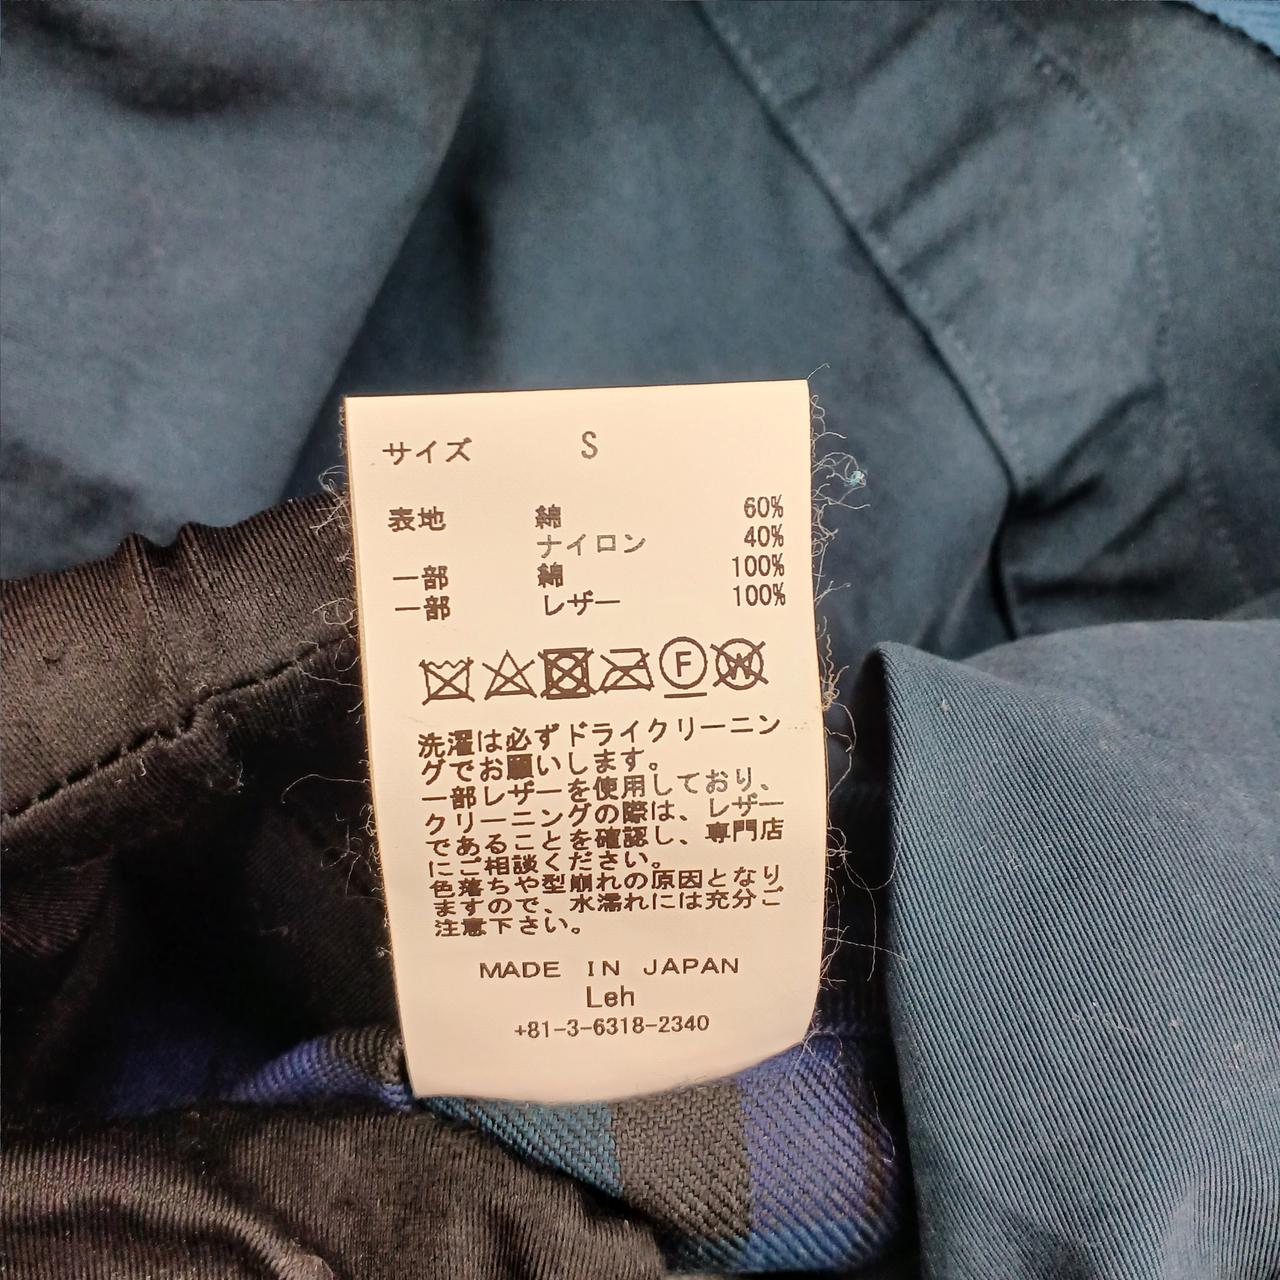 サイズ S
表地 綿 60%
ナイロン 40%
一部 綿 100%
一部 レザー 100%
F W
洗濯は必ずドライクリーニン
グでお願いします。
一部レザーを使用しており、
クリーニングの際は、レザー
であることを確認し、専門店
にご相談ください。
色落ちや型崩れの原因となり
ますので、水濡れには充分ご
注意下さい。
MADE IN JAPAN
Leh
+81-3-6318-2340